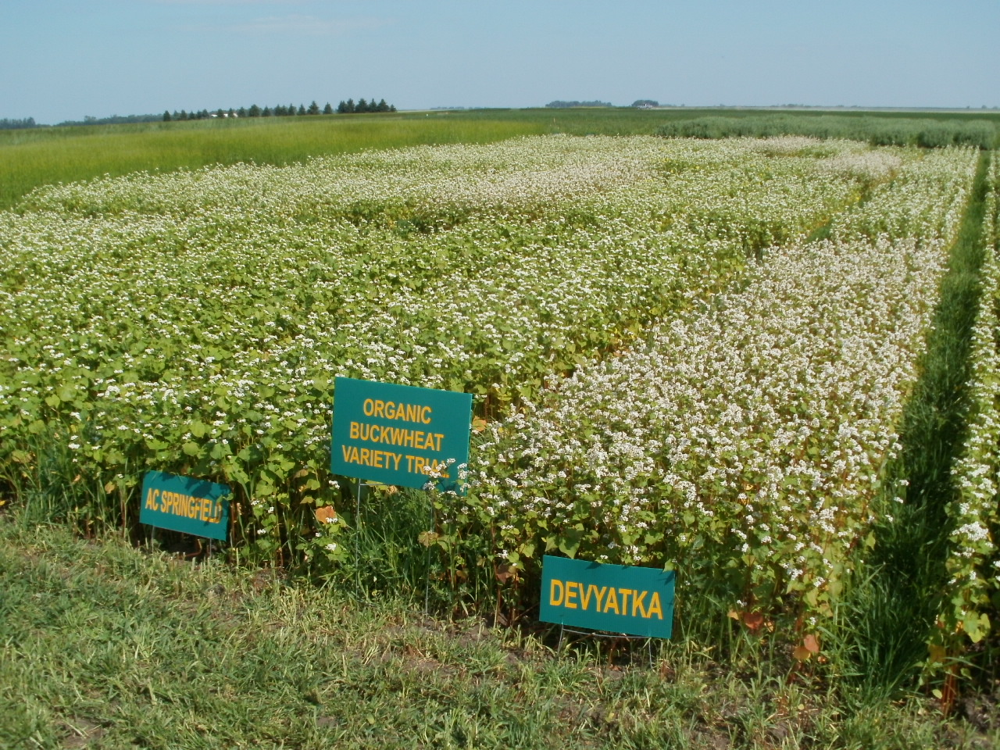 ORGANIC
BUCKWHEAT
VARIETY TRIAL
AC SPRINGFIELD
DEVYATKA